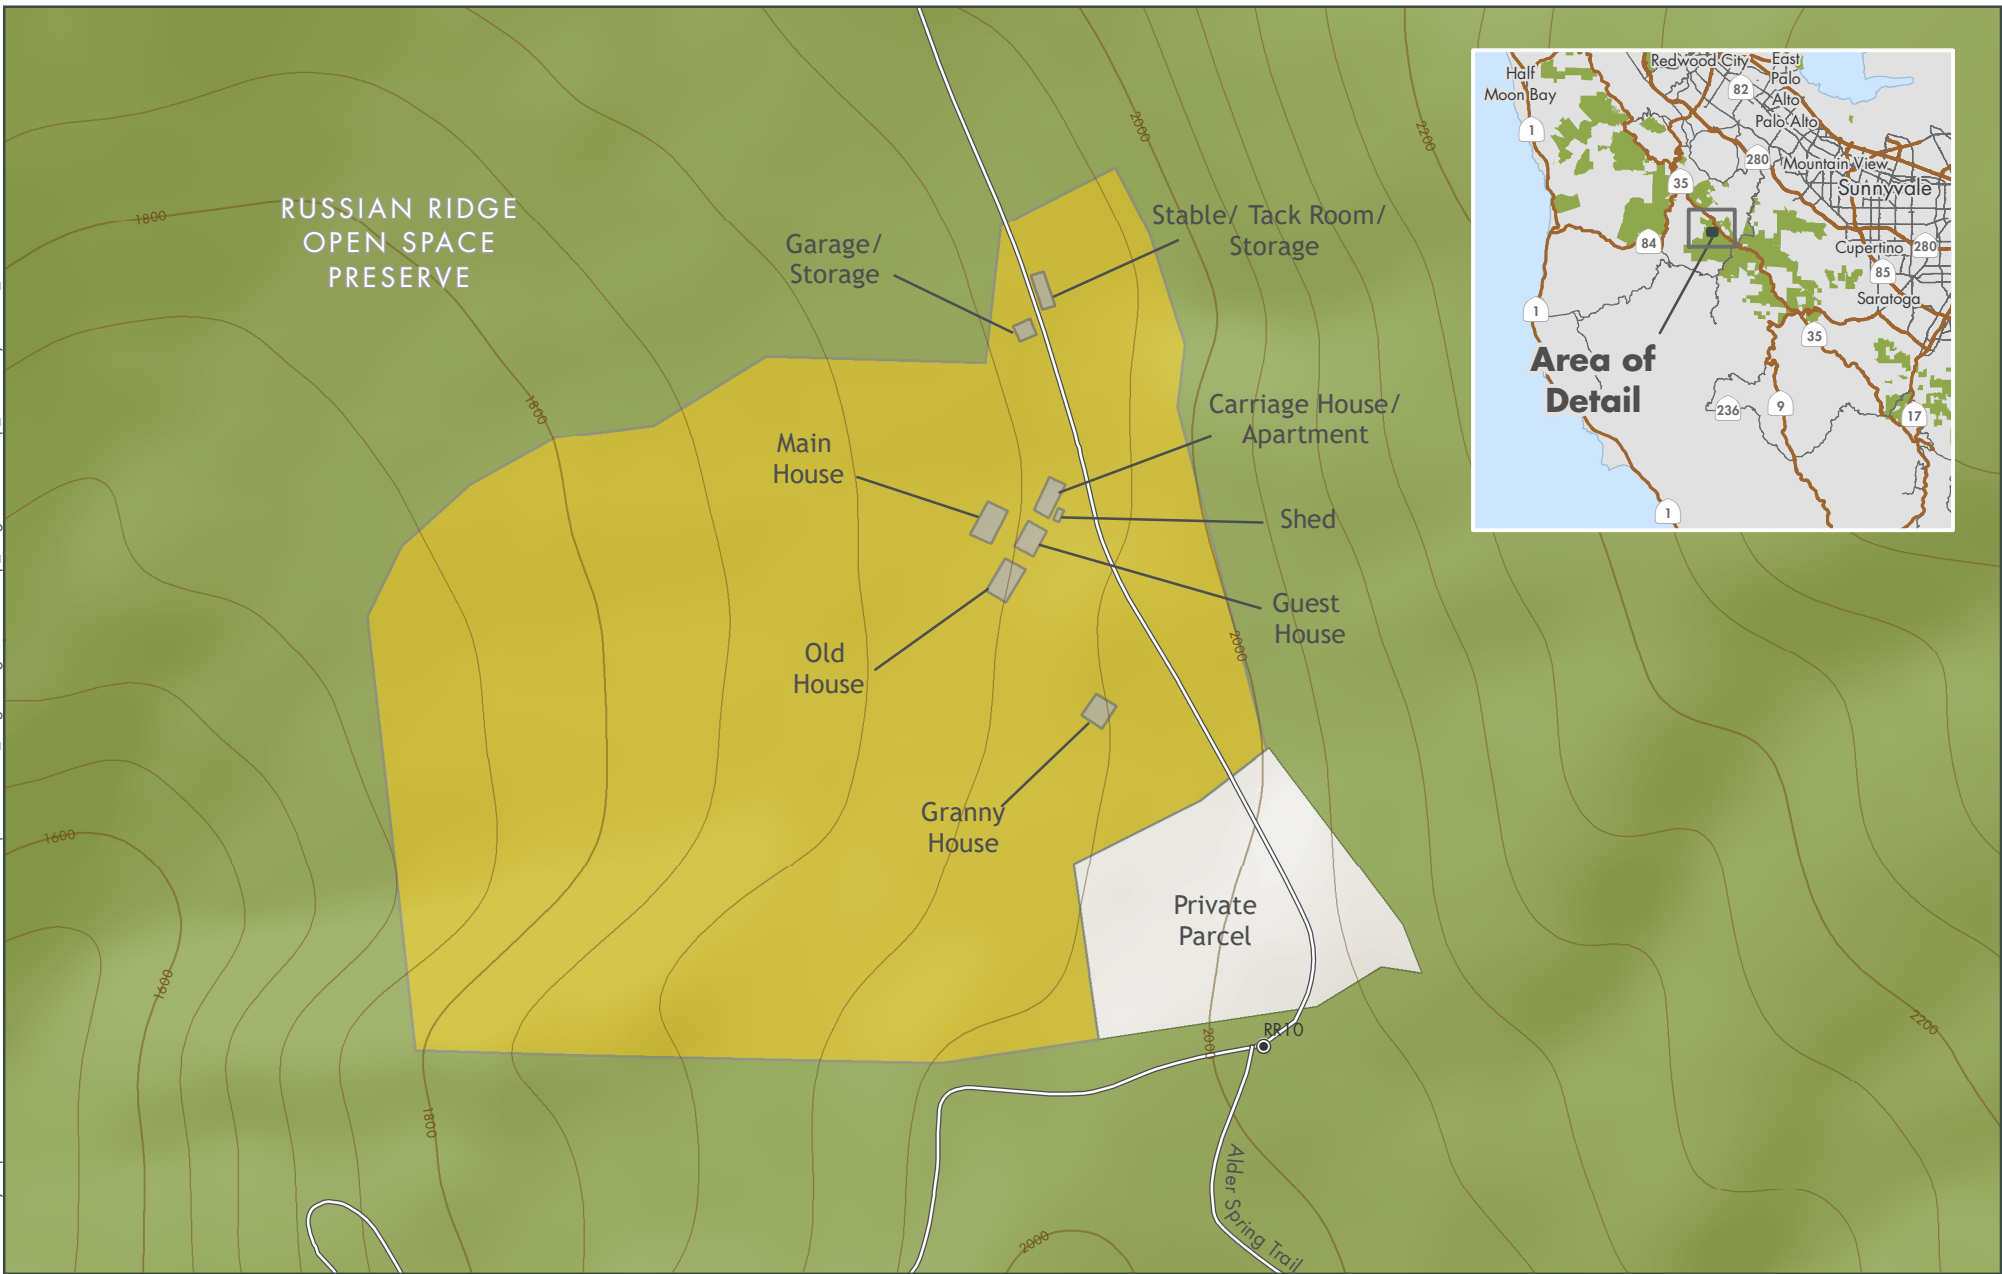 RUSSIAN RIDGE
OPEN SPACE
PRESERVE
Garage/
Storage
Stable/ Tack Room/
Storage
Main
House
Carriage House/
Apartment
Shed
Guest
House
Old
House
Granny
House
Private
Parcel
RR10
Alder Spring Trail
1800
1800
1800
1600
1600
2000
2000
2000
2000
2200
2200
Half
Moon Bay
Redwood City
East
Palo
Alto
Palo Alto
Mountain View
Sunnyvale
Cupertino
Saratoga
82
1
280
35
84
280
85
1
35
236
9
17
1
Area of
Detail